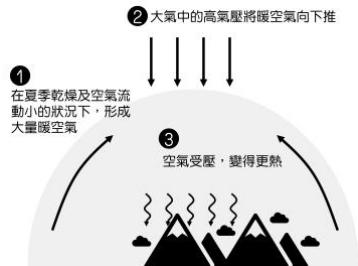 ❷ 大氣中的高氣壓將暖空氣向下推
❶
在夏季乾燥及空氣流
動小的狀況下，形成
大量暖空氣
❸
空氣受壓，變得更熱